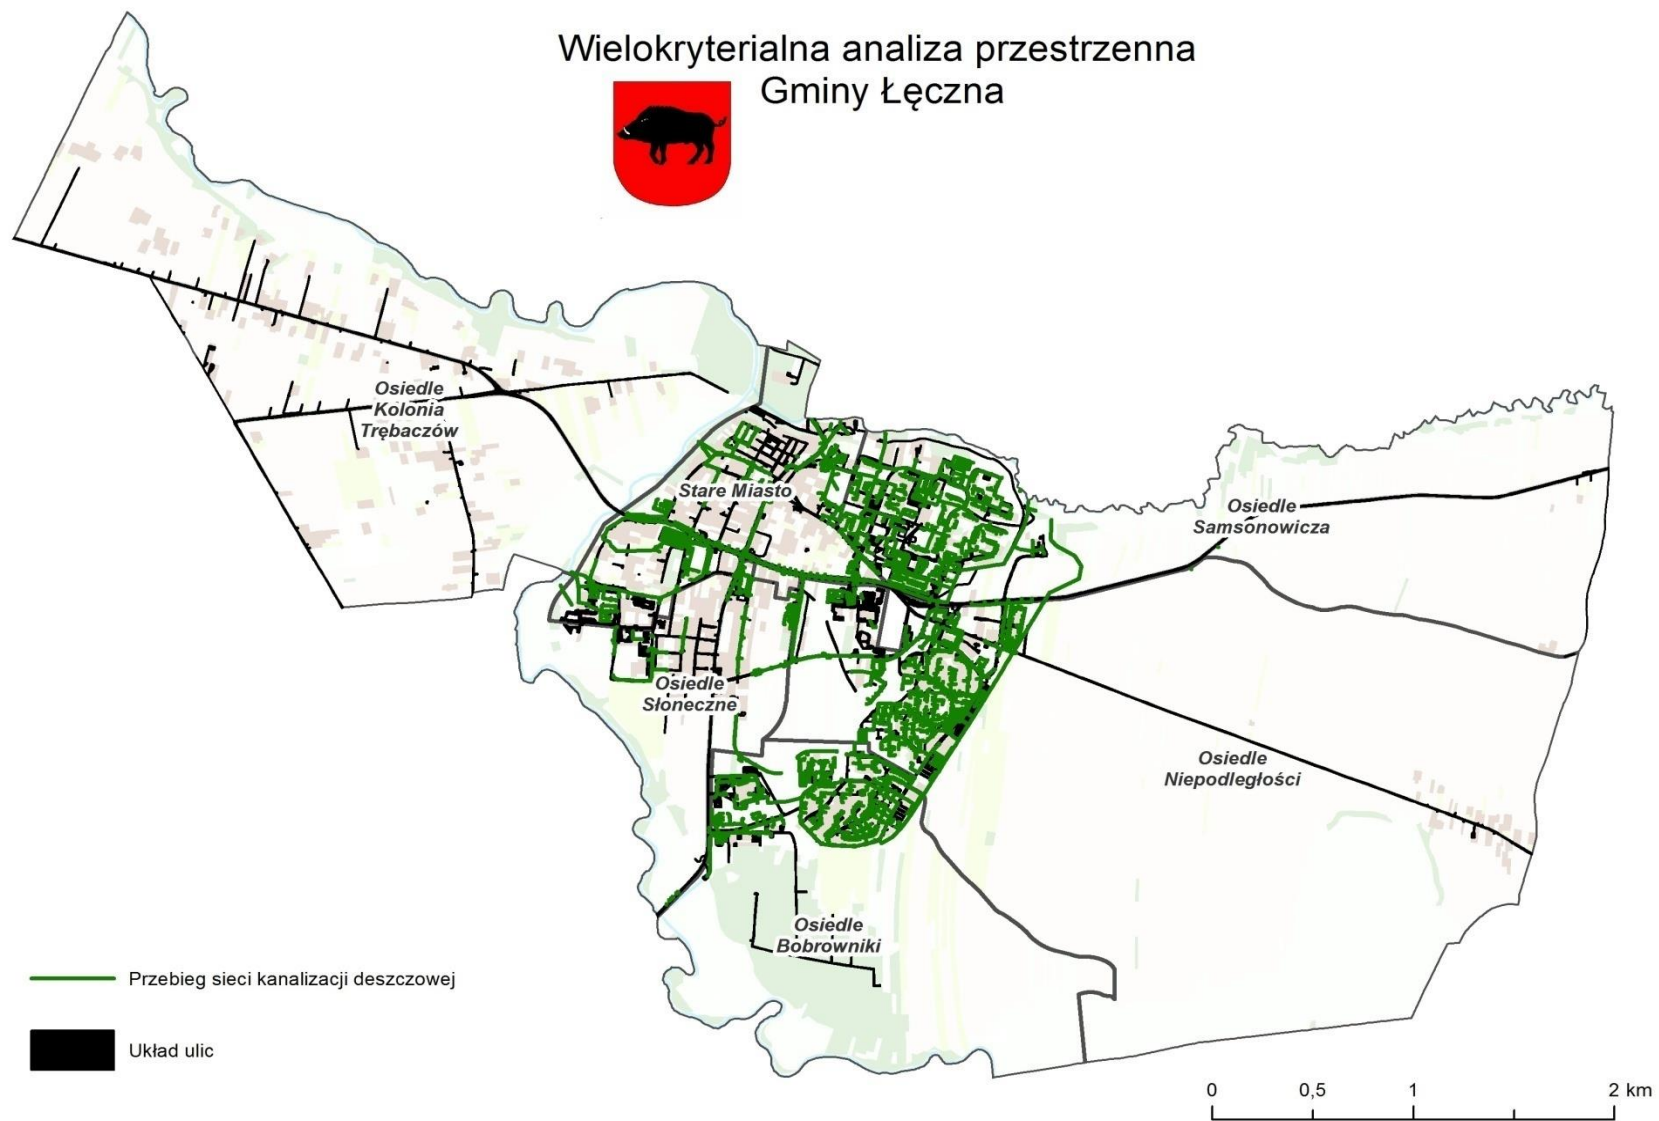 Wielokryterialna analiza przestrzenna
Gminy Łęczna
Osiedle
Kolonia
Trębaczów
Stare Miasto
Osiedle
Samsonowicza
Osiedle
Słoneczne
Osiedle
Niepodległości
Osiedle
Bobrowniki
Przebieg sieci kanalizacji deszczowej
Układ ulic
0 0,5 1 2 km